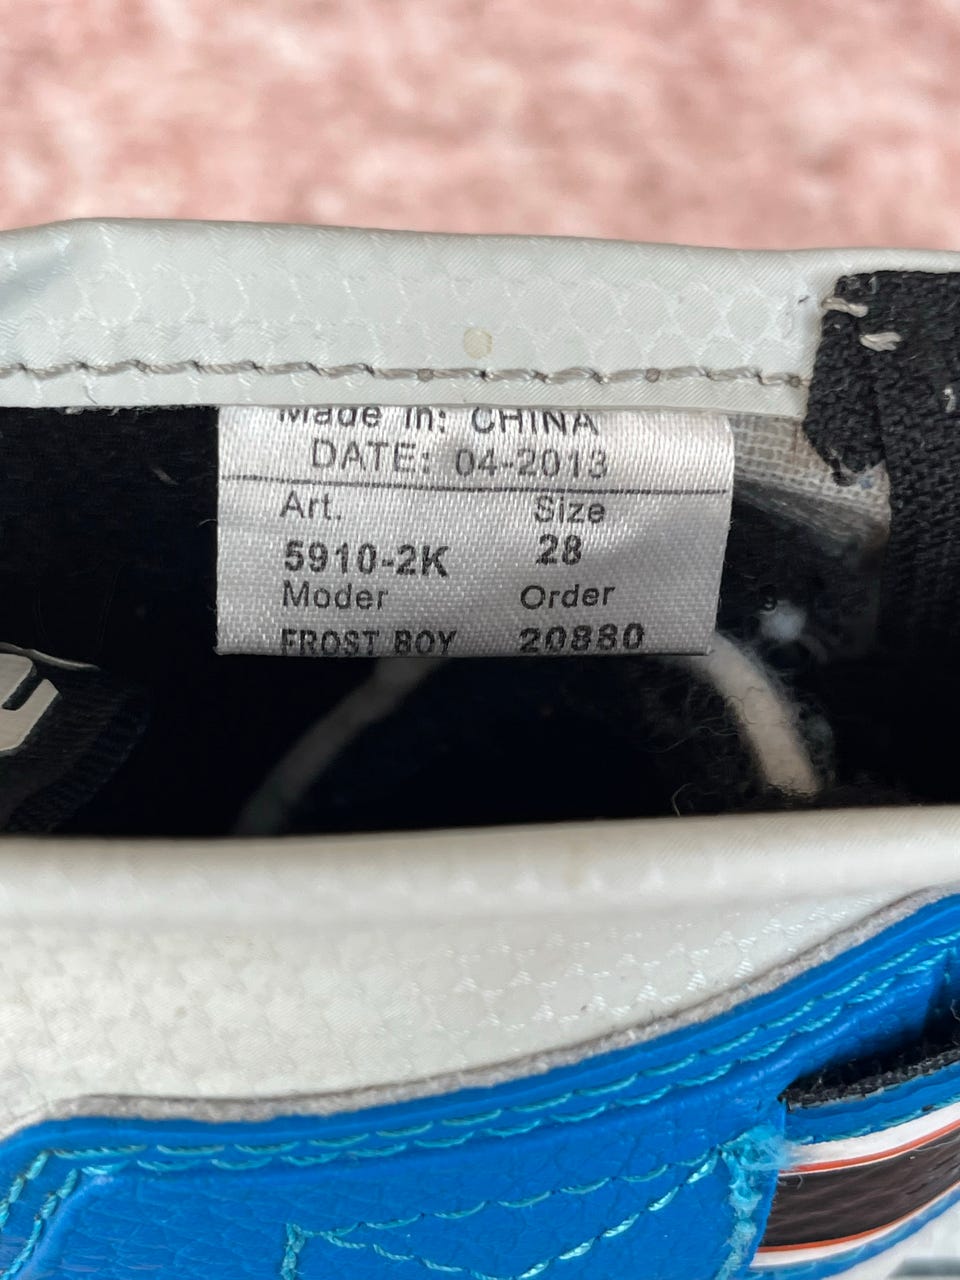 Made in: CHINA
DATE: 04-2013
Art. Size
5910-2K 28
Moder Order
FROST BOY 20880